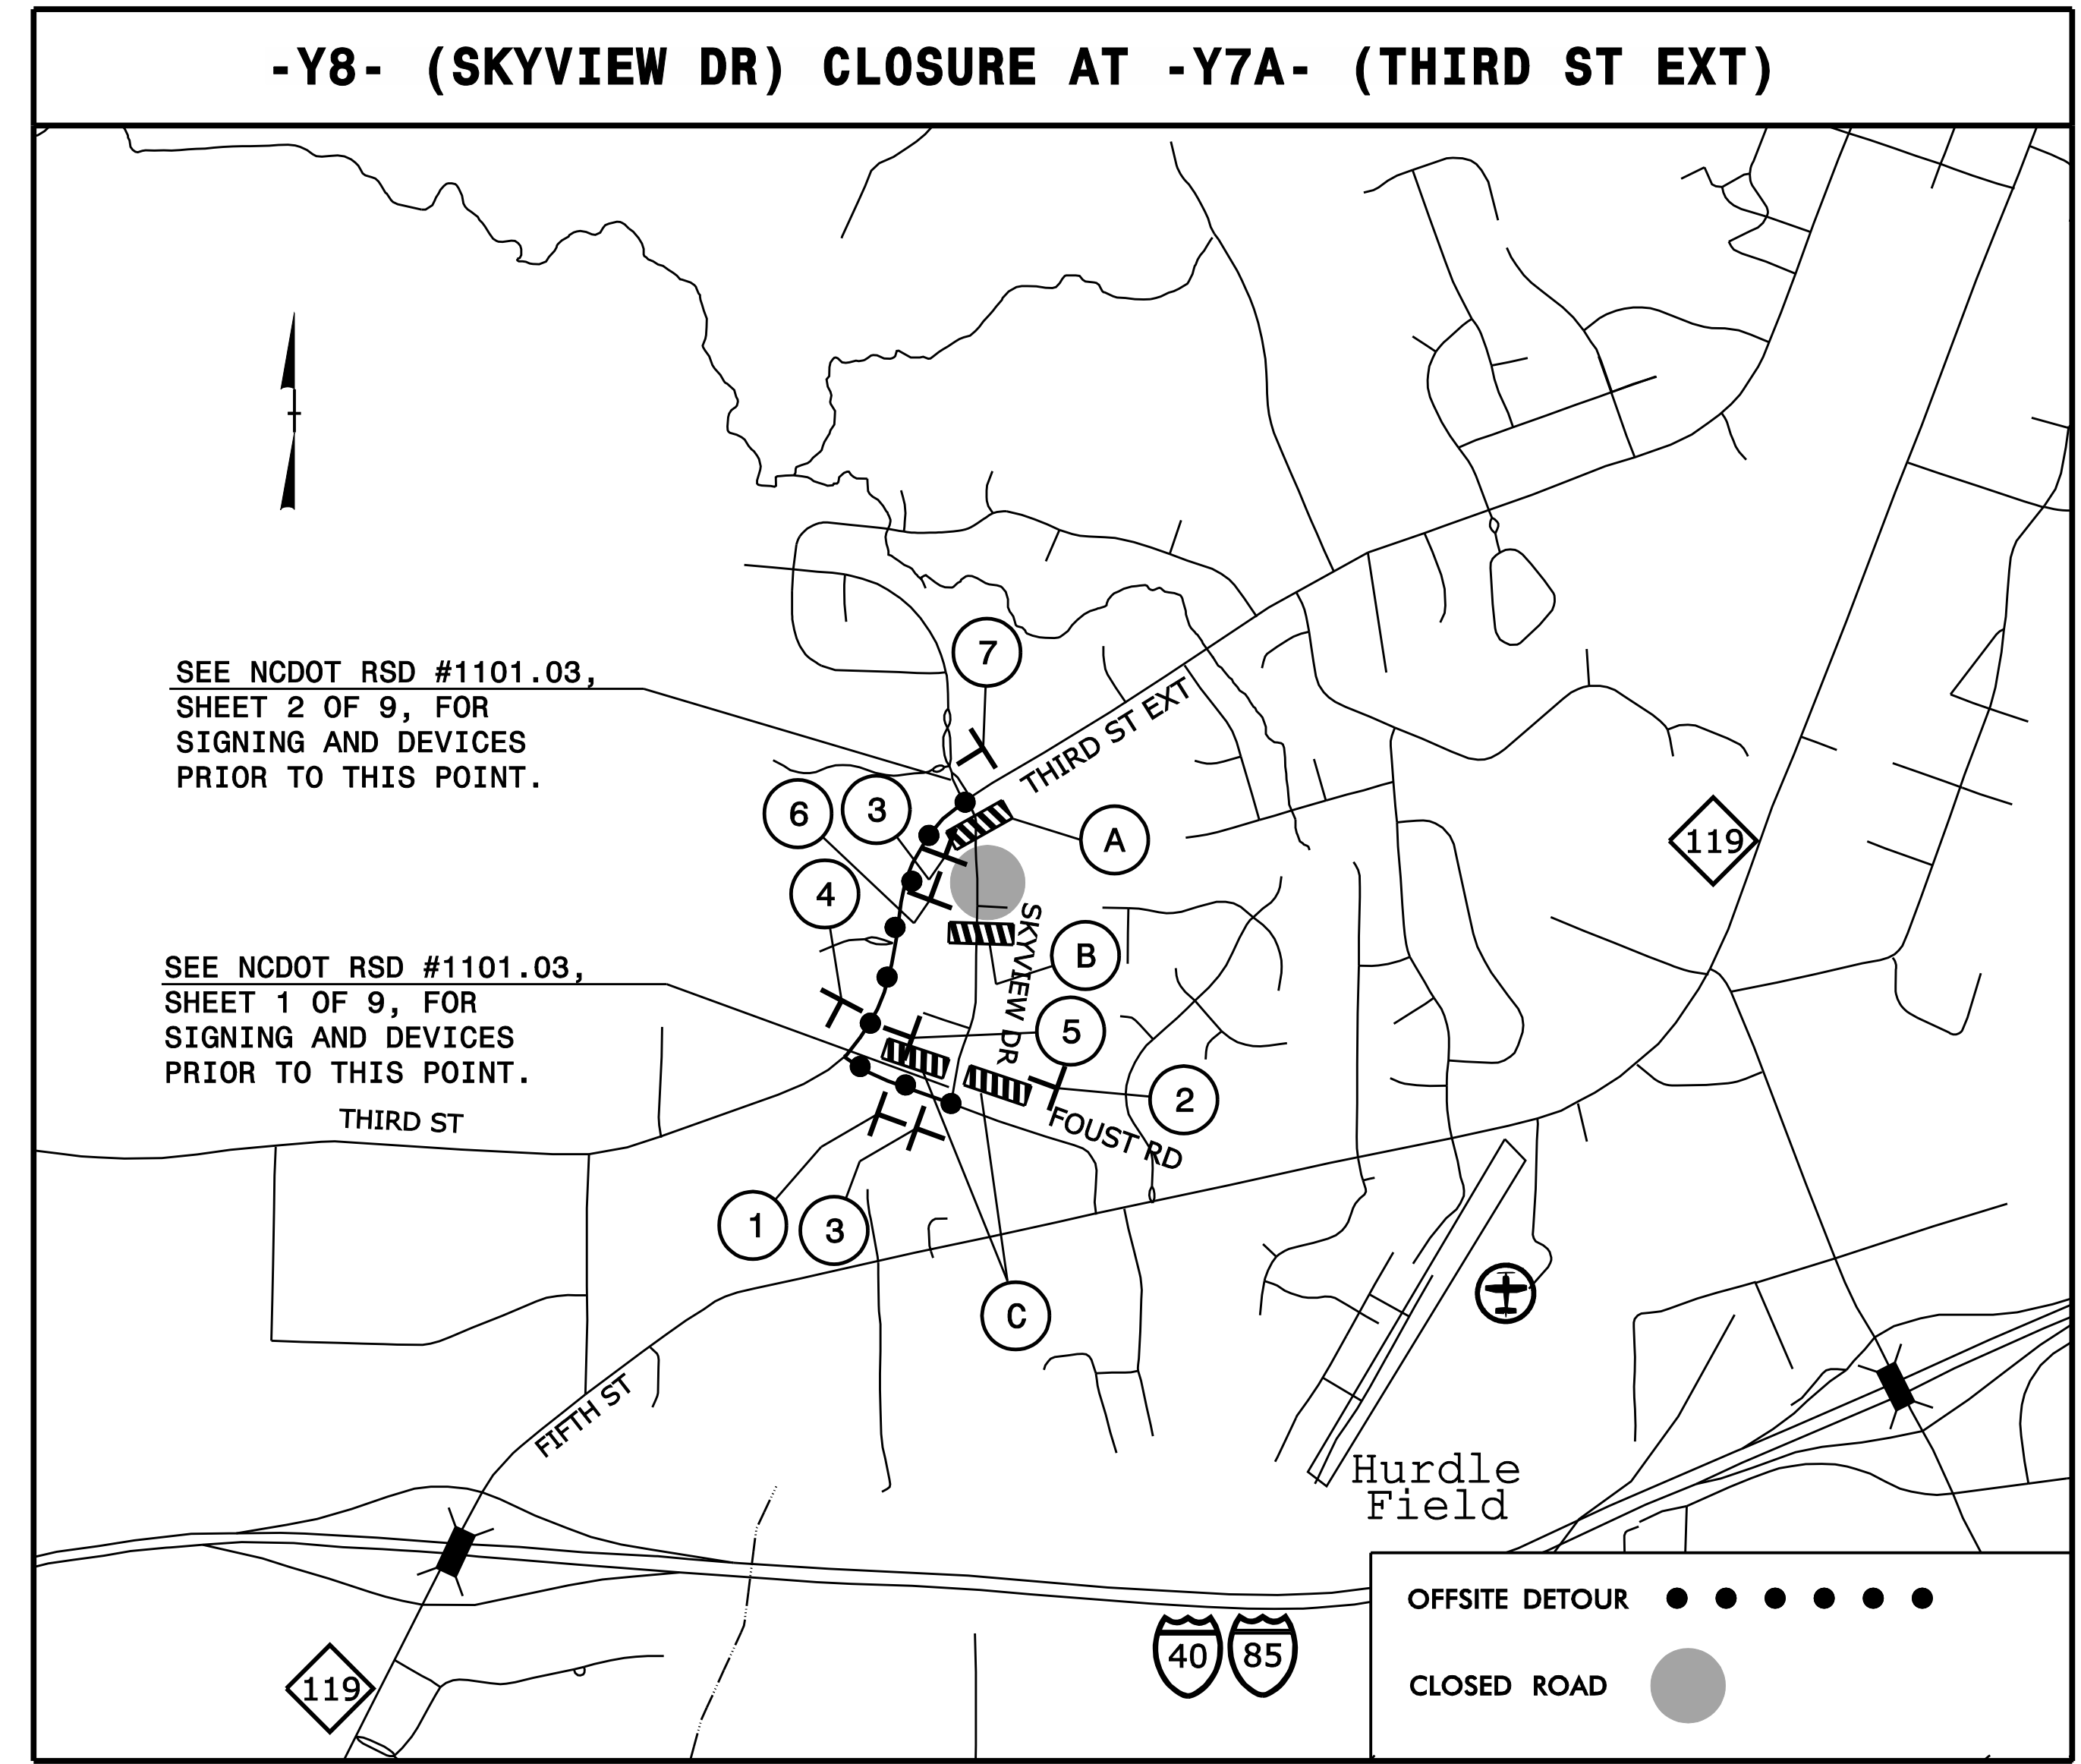 -Y8- (SKYVIEW DR) CLOSURE AT -Y7A- (THIRD ST EXT)
SEE NCDOT RSD #1101.03,
SHEET 2 OF 9, FOR
SIGNING AND DEVICES
PRIOR TO THIS POINT.
7
THIRD ST EXT
6
3
A
119
4
SKYVIEW DR
B
SEE NCDOT RSD #1101.03,
SHEET 1 OF 9, FOR
SIGNING AND DEVICES
PRIOR TO THIS POINT.
5
2
THIRD ST
FOUST RD
1
3
C
FIFTH ST
Hurdle
Field
119
40
85
OFFSITE DETOUR
CLOSED ROAD